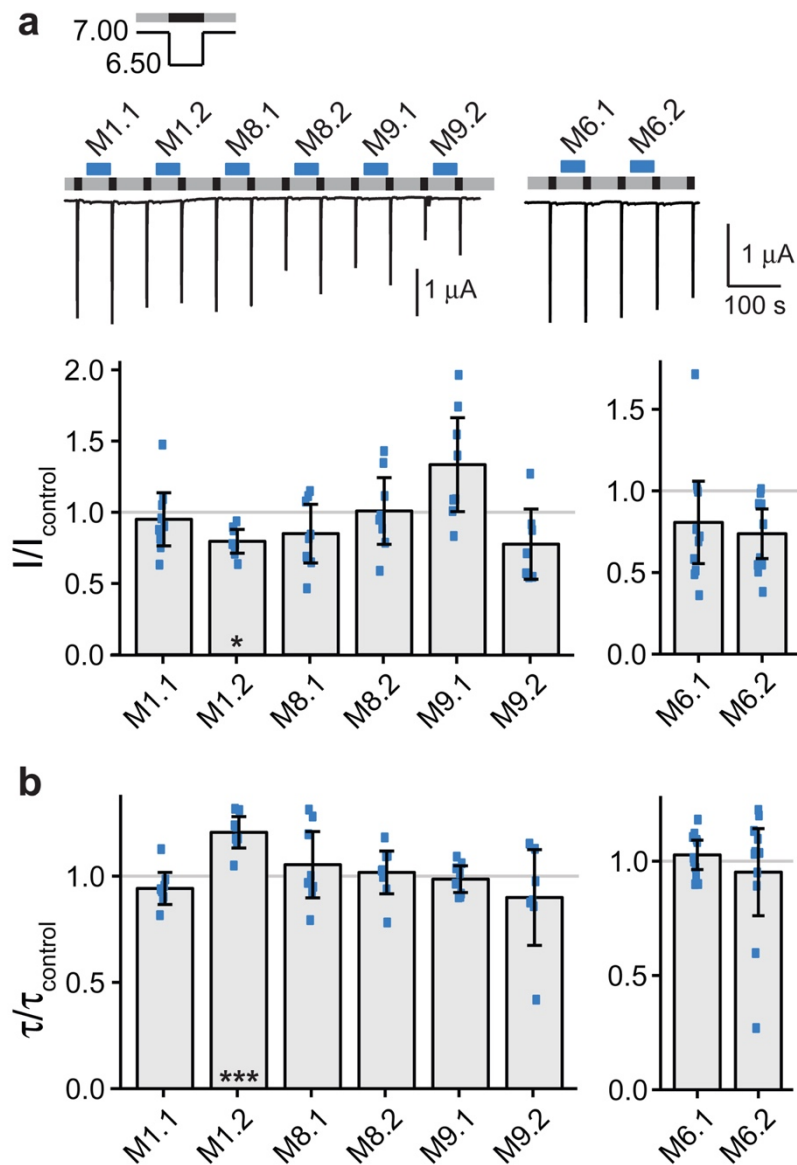 a
7.00
6.50
M1.1 M1.2 M8.1 M8.2 M9.1 M9.2 M6.1 M6.2
1 µA
1 µA
100 s
I/Icontrol
2.0
1.5
1.0
0.5
0.0
*
M1.1 M1.2 M8.1 M8.2 M9.1 M9.2
1.5
1.0
0.5
0.0
M6.1 M6.2
b
τ/τcontrol
1.0
0.5
0.0
***
M1.1 M1.2 M8.1 M8.2 M9.1 M9.2
1.0
0.5
0.0
M6.1 M6.2